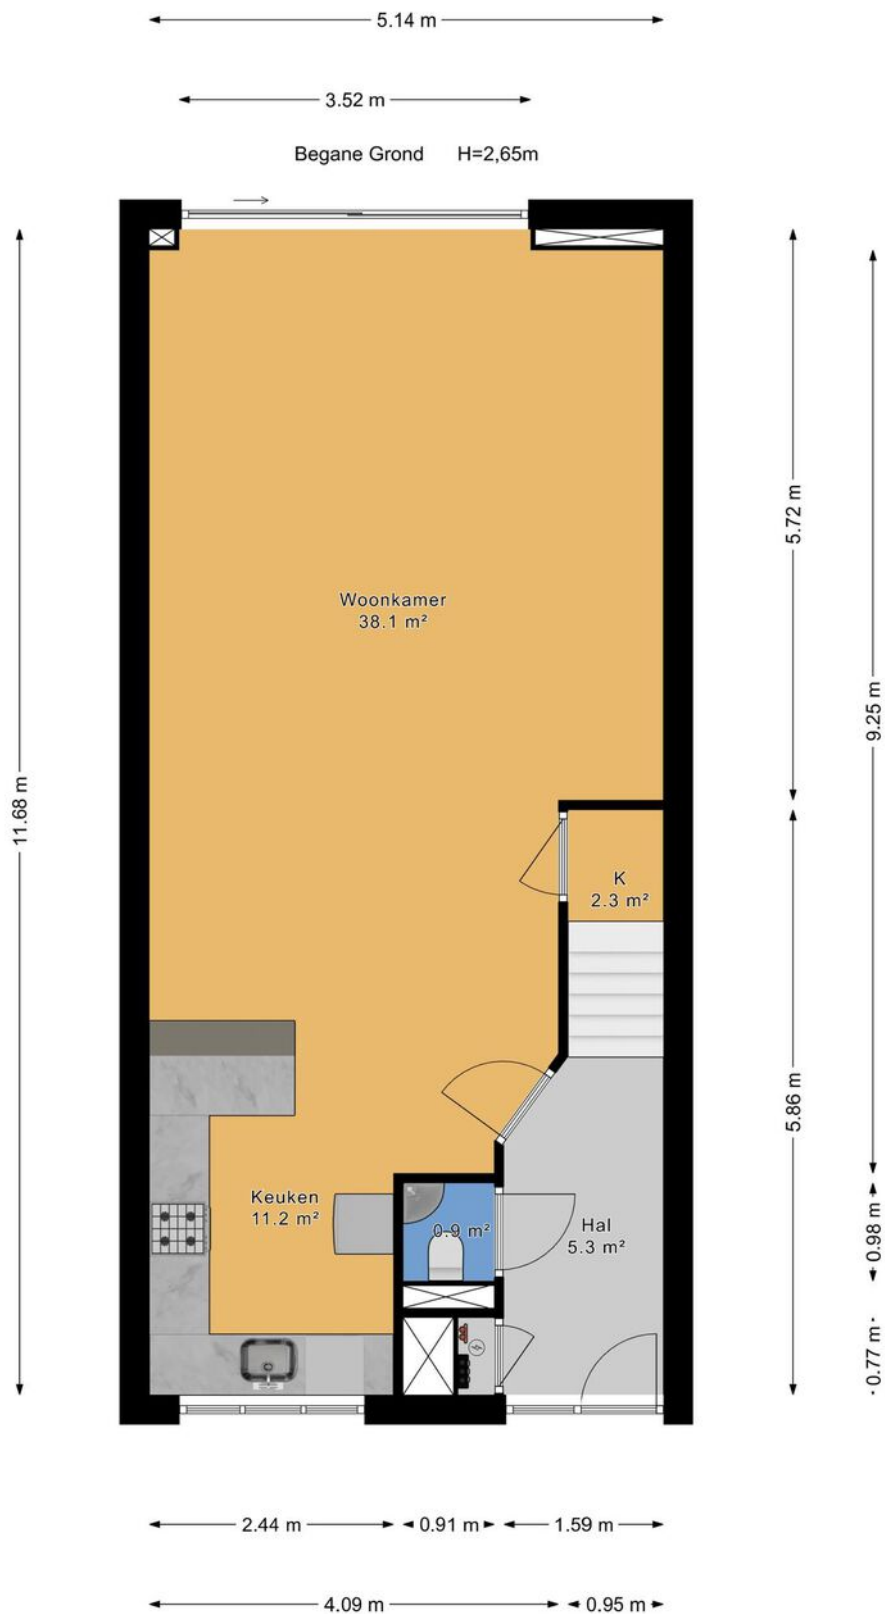 5.14 m
3.52 m
Begane Grond H=2,65m
11.68 m
5.72 m
9.25 m
Woonkamer
38.1 m²
K
2.3 m²
5.86 m
Keuken
11.2 m²
0.9 m²
Hal
5.3 m²
0.98 m
0.77 m
2.44 m
0.91 m
1.59 m
4.09 m
0.95 m